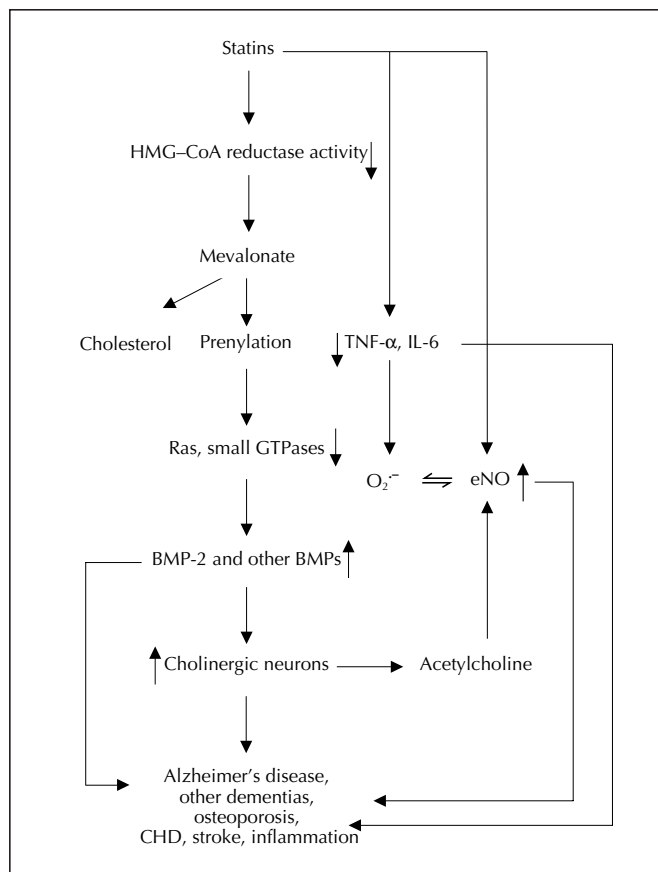 Statins
HMG–CoA reductase activity
Mevalonate
Cholesterol Prenylation TNF-α, IL-6
Ras, small GTPases
O₂·⁻ ⇌ eNO
BMP-2 and other BMPs
Cholinergic neurons Acetylcholine
Alzheimer's disease,
other dementias,
osteoporosis,
CHD, stroke, inflammation